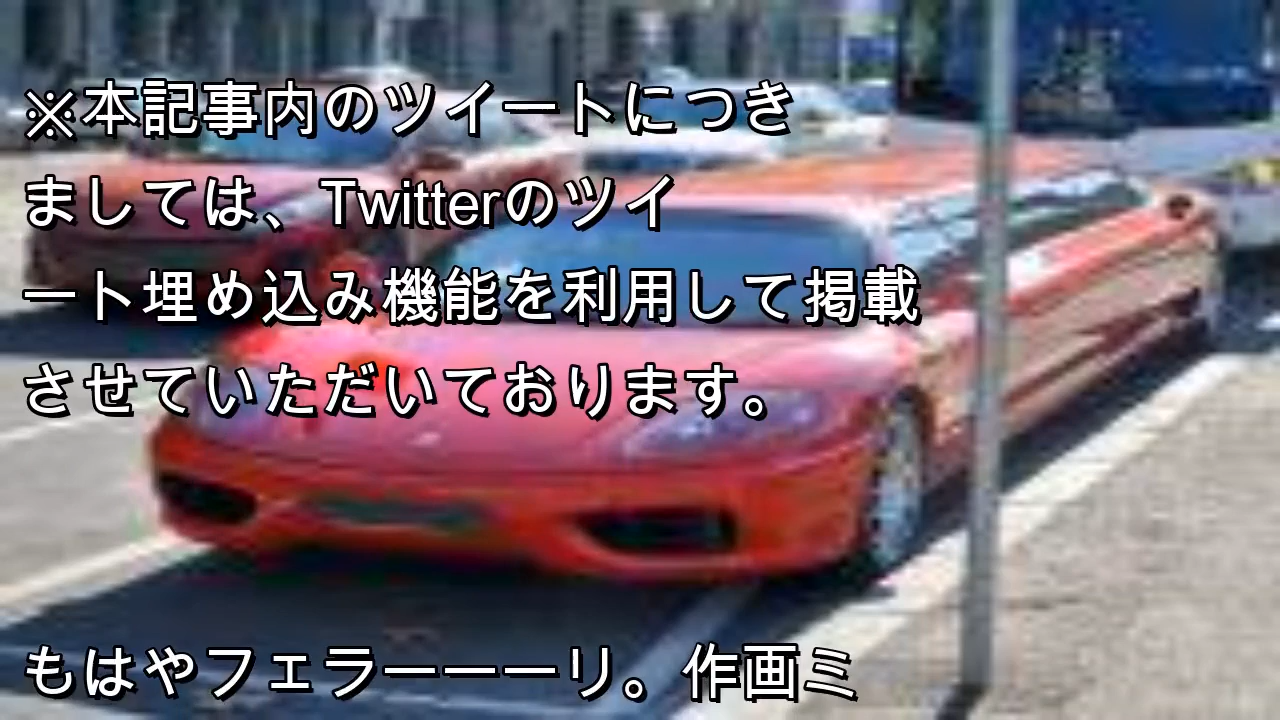 ※本記事内のツイートにつき
ましては、Twitterのツイ
ート埋め込み機能を利用して掲載
させていただいております。
もはやフェラーーーリ。作画ミ